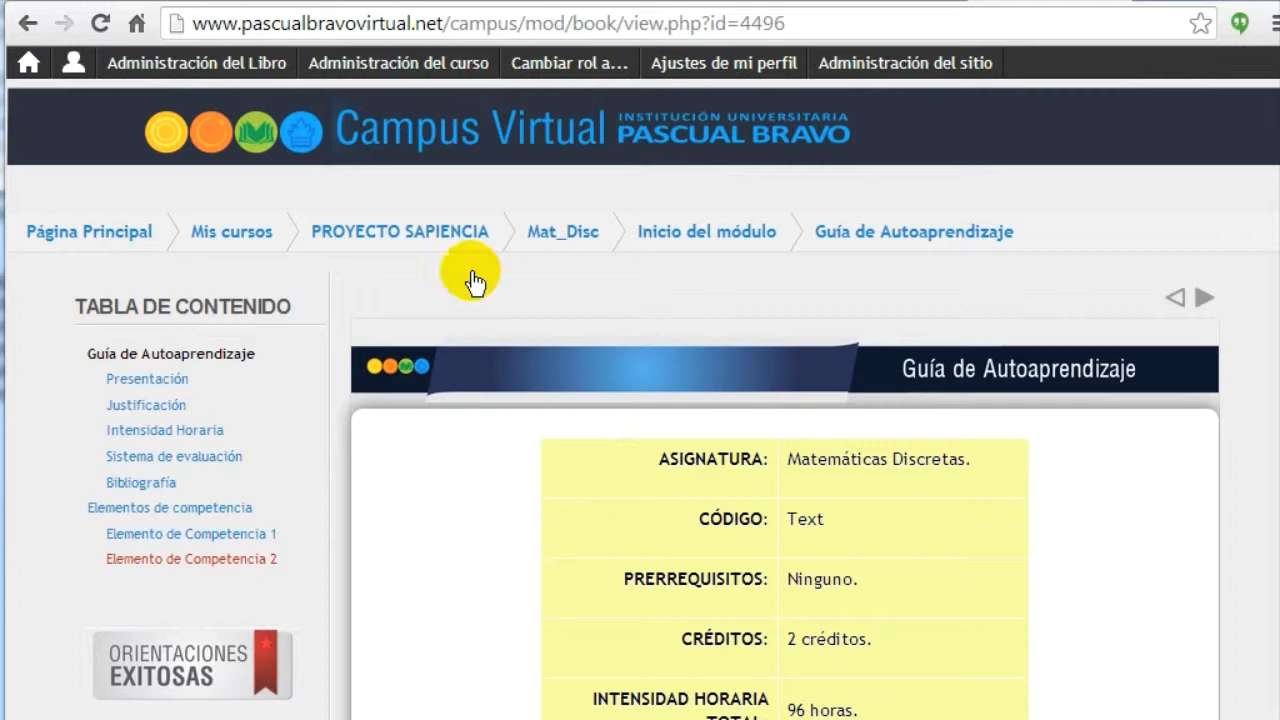 www.pascualbravovirtual.net/campus/mod/book/view.php?id=4496
Administración del Libro Administración del curso Cambiar rol a... Ajustes de mi perfil Administración del sitio
Campus Virtual INSTITUCIÓN UNIVERSITARIA
PASCUAL BRAVO
Página Principal Mis cursos PROYECTO SAPIENCIA Mat_Disc Inicio del módulo Guía de Autoaprendizaje
TABLA DE CONTENIDO
Guía de Autoaprendizaje
Presentación
Justificación
Intensidad Horaria
Sistema de evaluación
Bibliografía
Elementos de competencia
Elemento de Competencia 1
Elemento de Competencia 2
ORIENTACIONES
EXITOSAS
Guía de Autoaprendizaje
ASIGNATURA: Matemáticas Discretas.
CÓDIGO: Text
PRERREQUISITOS: Ninguno.
CRÉDITOS: 2 créditos.
INTENSIDAD HORARIA
TOTAL: 96 horas.